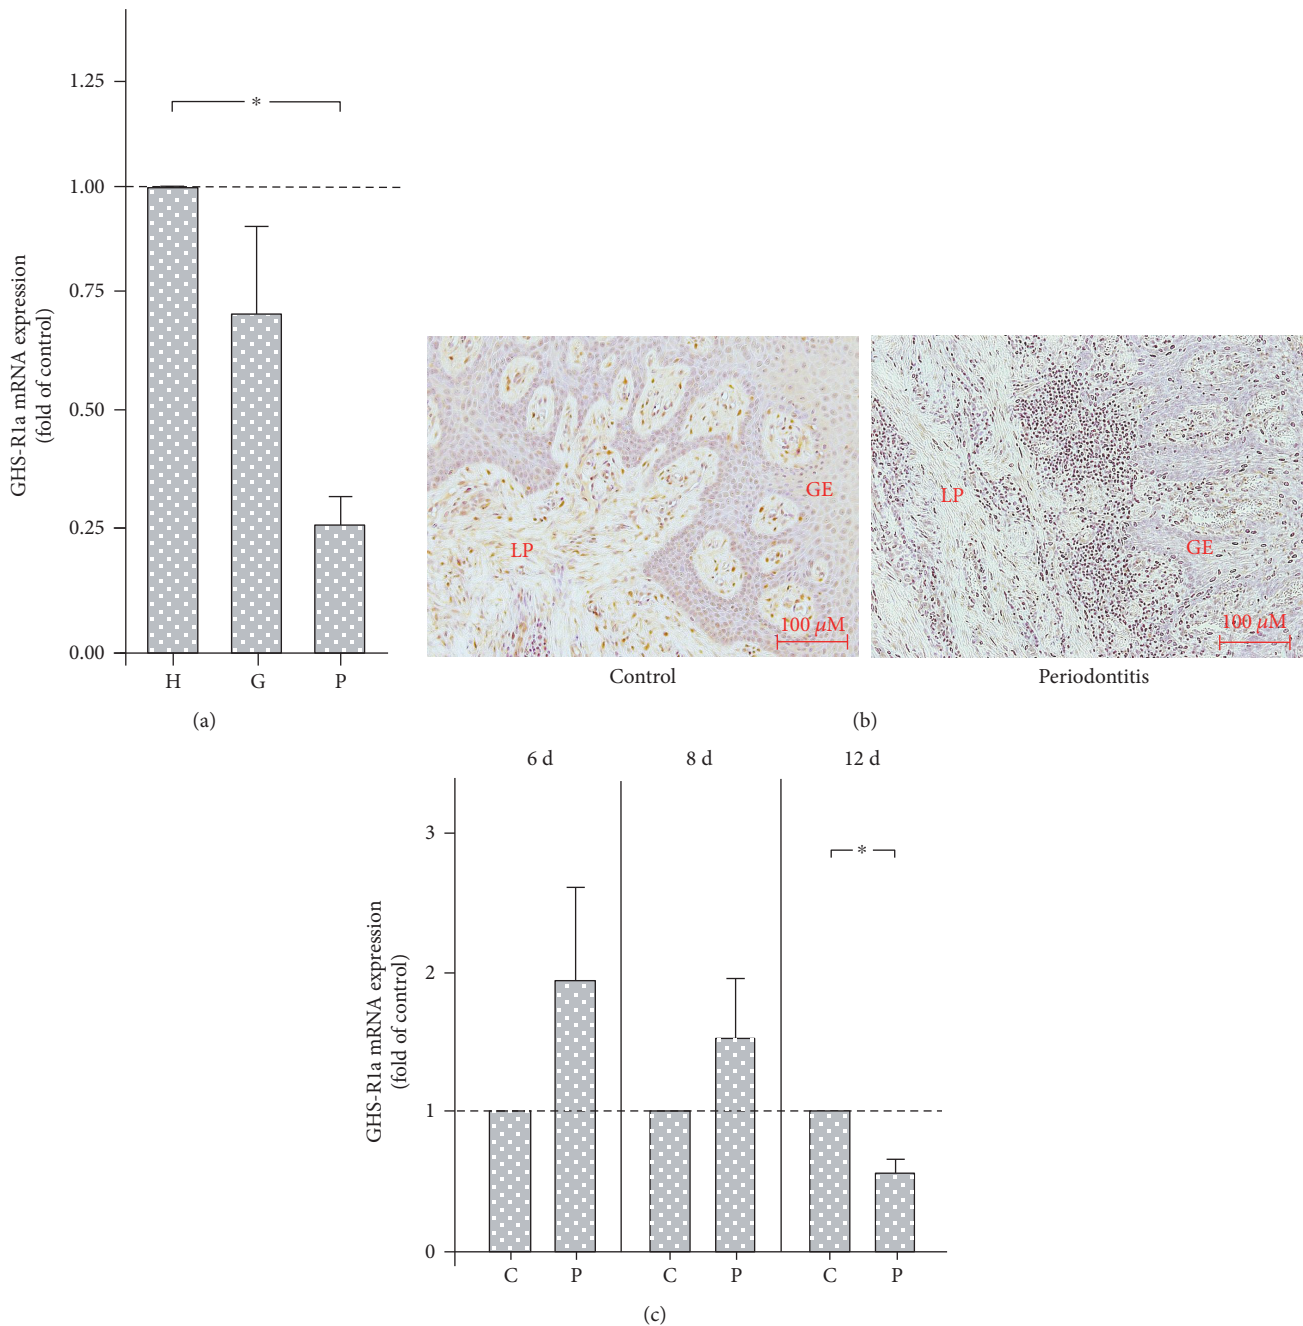 1.25
1.00
0.75
0.50
0.25
0.00
GHS-R1a mRNA expression
(fold of control)
*
H G P
(a)
LP
GE
100 μM
Control
LP
GE
100 μM
Periodontitis
(b)
6 d 8 d 12 d
3
2
1
0
GHS-R1a mRNA expression
(fold of control)
*
C P C P C P
(c)